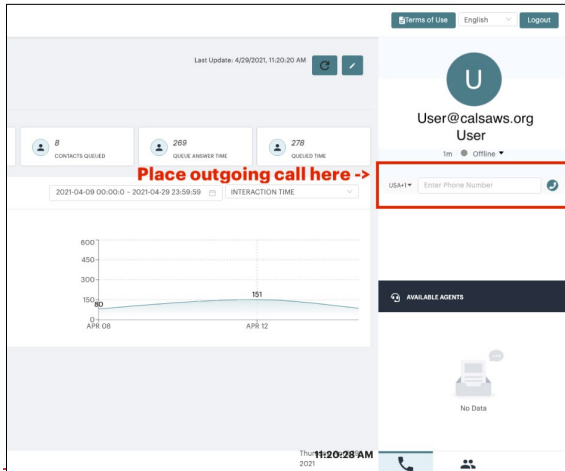 Terms of Use English Logout
Last Update: 4/29/2021, 11:20:20 AM
U
User@calsaws.org
User
1m Offline
8
CONTACTS QUEUED
269
QUEUE ANSWER TIME
278
QUEUED TIME
Place outgoing call here ->
USA+1 Enter Phone Number
2021-04-09 00:00:0 - 2021-04-29 23:59:59 INTERACTION TIME
600
450
300
150
0
80
151
APR 08
APR 12
AVAILABLE AGENTS
No Data
11:20:28 AM
2021